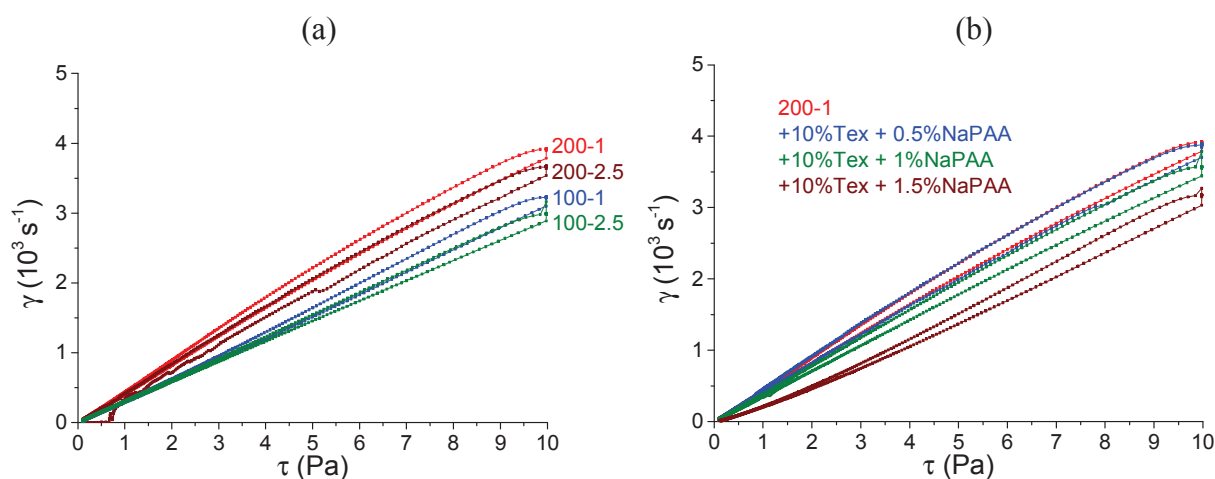 (a)
γ (10³ s⁻¹)
5
4
3
2
1
0
200-1
200-2.5
100-1
100-2.5
0 1 2 3 4 5 6 7 8 9 10
τ (Pa)
(b)
γ (10³ s⁻¹)
5
4
3
2
1
0
200-1
+10%Tex + 0.5%NaPAA
+10%Tex + 1%NaPAA
+10%Tex + 1.5%NaPAA
0 1 2 3 4 5 6 7 8 9 10
τ (Pa)